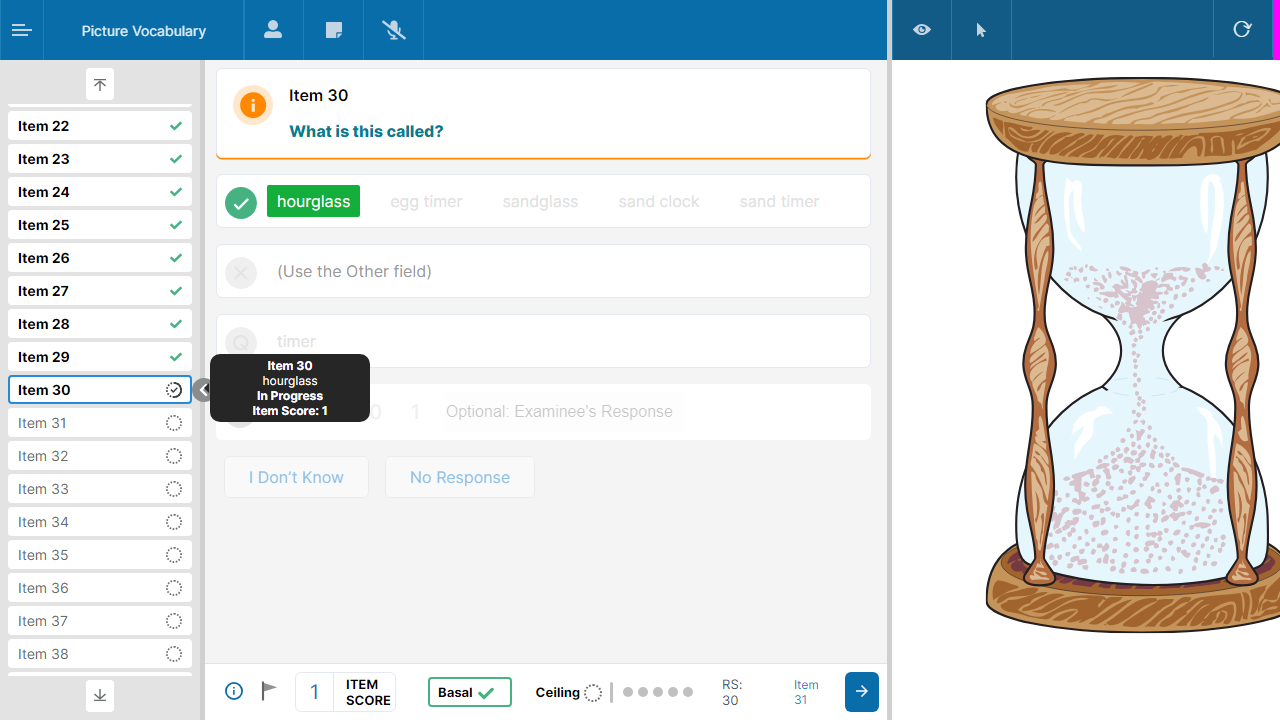 Picture Vocabulary
Item 22
Item 23
Item 24
Item 25
Item 26
Item 27
Item 28
Item 29
Item 30
Item 31
Item 32
Item 33
Item 34
Item 35
Item 36
Item 37
Item 38
Item 30
What is this called?
hourglass egg timer sandglass sand clock sand timer
(Use the Other field)
Q timer
Item 30
hourglass
In Progress
Item Score: 1
0 1 Optional: Examinee's Response
I Don't Know No Response
1 ITEM SCORE
Basal
Ceiling
RS: 30
Item 31